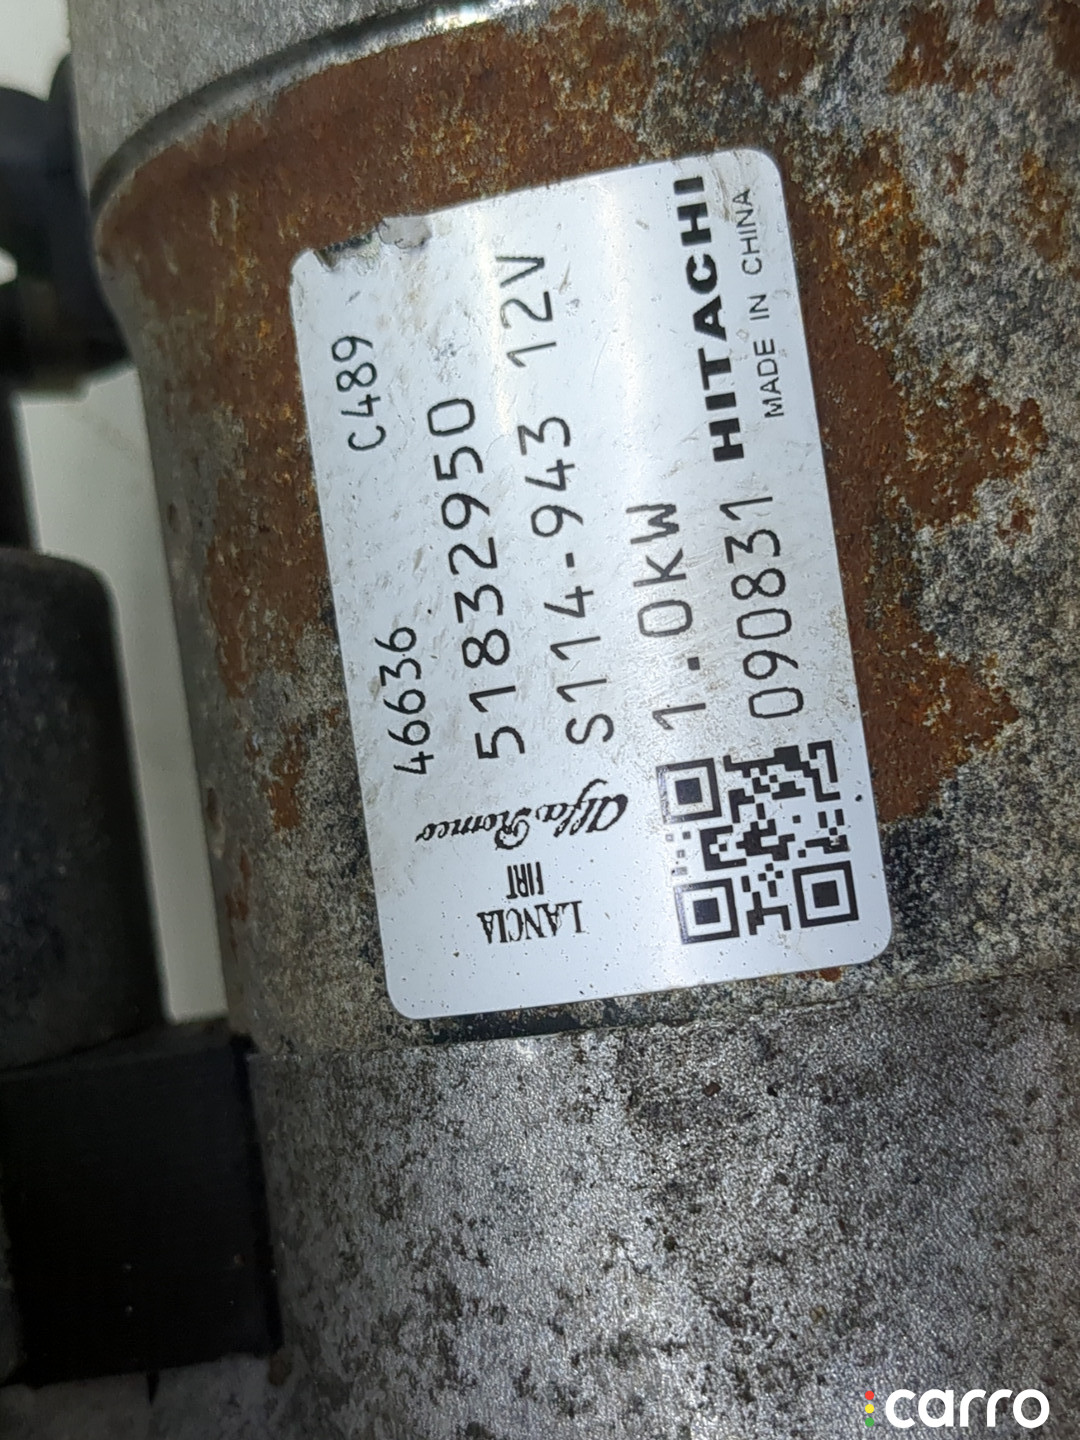 46636 C489
51832950
S114-943 12V
1.0KW
090831 HITACHI
MADE IN CHINA
Alfa Romeo
FIAT
LANCIA
carro